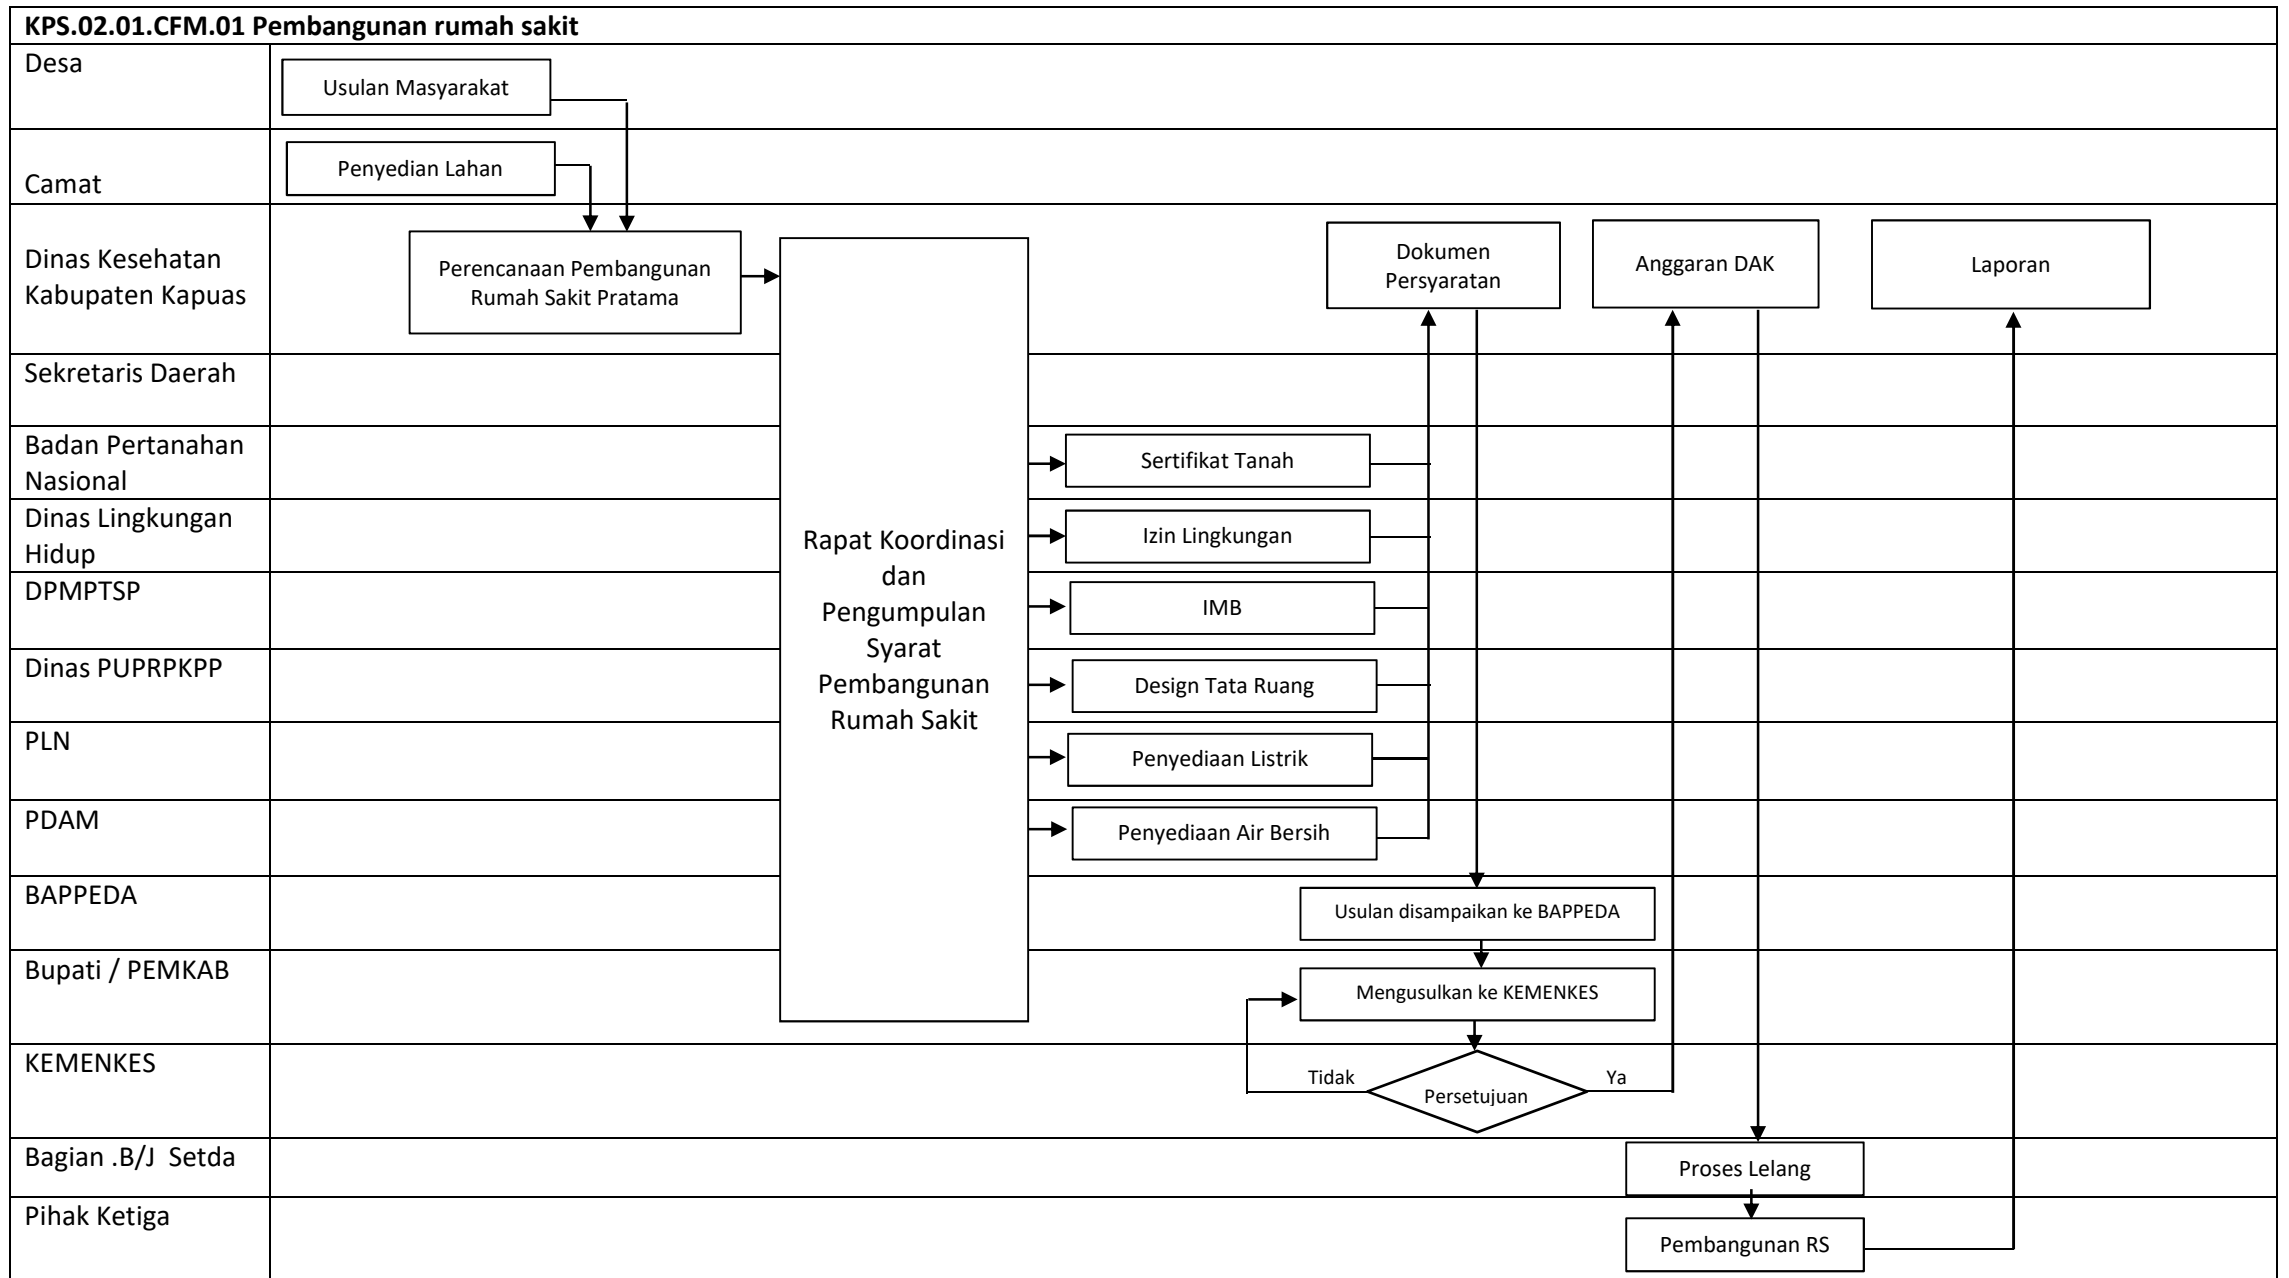 KPS.02.01.CFM.01 Pembangunan rumah sakit
Desa
Usulan Masyarakat
Camat
Penyedian Lahan
Dinas Kesehatan
Kabupaten Kapuas
Perencanaan Pembangunan
Rumah Sakit Pratama
Dokumen
Persyaratan
Anggaran DAK
Laporan
Sekretaris Daerah
Badan Pertanahan
Nasional
Sertifikat Tanah
Dinas Lingkungan
Hidup
Izin Lingkungan
Rapat Koordinasi
dan
Pengumpulan
Syarat
Pembangunan
Rumah Sakit
DPMPTSP
IMB
Dinas PUPRPKPP
Design Tata Ruang
PLN
Penyediaan Listrik
PDAM
Penyediaan Air Bersih
BAPPEDA
Usulan disampaikan ke BAPPEDA
Bupati / PEMKAB
Mengusulkan ke KEMENKES
KEMENKES
Tidak
Persetujuan
Ya
Bagian .B/J  Setda
Proses Lelang
Pihak Ketiga
Pembangunan RS